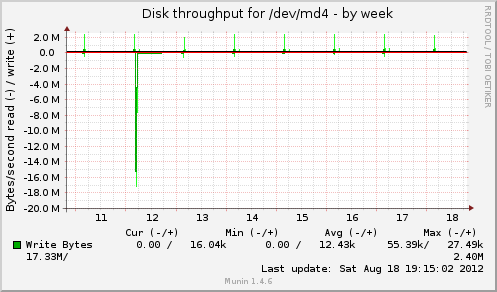 Disk throughput for /dev/md4 - by week
RRDTOOL / TOBI OETIKER
Bytes/second read (-) / write (+)
2.0 M
0.0
-2.0 M
-4.0 M
-6.0 M
-8.0 M
-10.0 M
-12.0 M
-14.0 M
-16.0 M
-18.0 M
-20.0 M
11 12 13 14 15 16 17 18
Cur (-/+) Min (-/+) Avg (-/+) Max (-/+)
Write Bytes 0.00 / 16.04k 0.00 / 12.43k 55.39k/ 27.49k
17.33M/ 2.40M
Last update: Sat Aug 18 19:15:02 2012
Munin 1.4.6